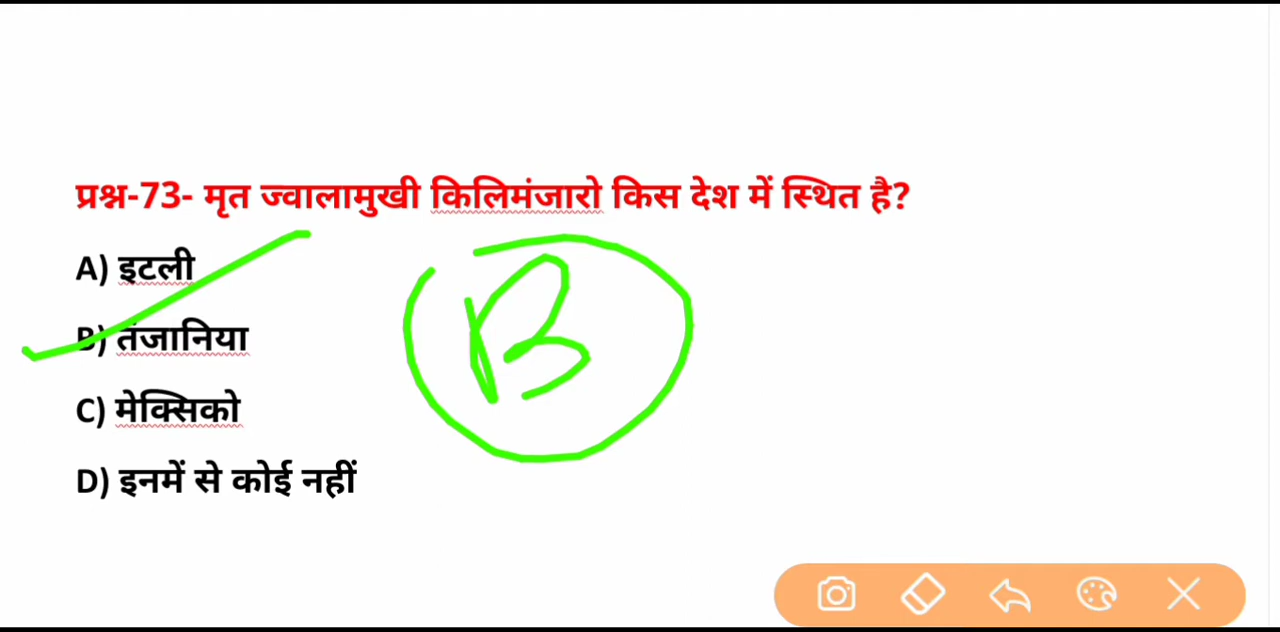 प्रश्न-73- मृत ज्वालामुखी किलिमंजारो किस देश में स्थित है?
A) इटली
B) तंजानिया
B
C) मेक्सिको
D) इनमें से कोई नहीं